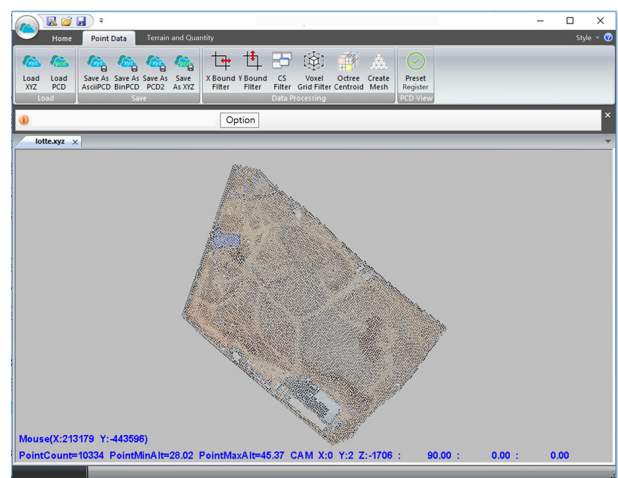 Home Point Data Terrain and Quantity Style
Load XYZ
Load PCD
Save As AsciiPCD
Save As BinPCD
Save As PCD2
Save As XYZ
X Bound Filter
Y Bound Filter
CS Filter
Voxel Grid Filter
Octree Centroid
Create Mesh
Preset Register
Load Save Data Processing PCD View
Option
lotte.xyz
Mouse(X:213179 Y:-443596)
PointCount=10334 PointMinAlt=28.02 PointMaxAlt=45.37 CAM X:0 Y:2 Z:-1706 : 90.00 : 0.00 : 0.00